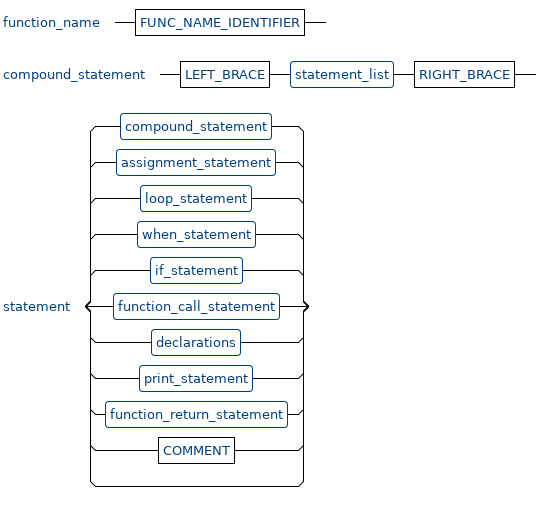 function_name FUNC_NAME_IDENTIFIER
compound_statement LEFT_BRACE statement_list RIGHT_BRACE
compound_statement
assignment_statement
loop_statement
when_statement
if_statement
statement function_call_statement
declarations
print_statement
function_return_statement
COMMENT